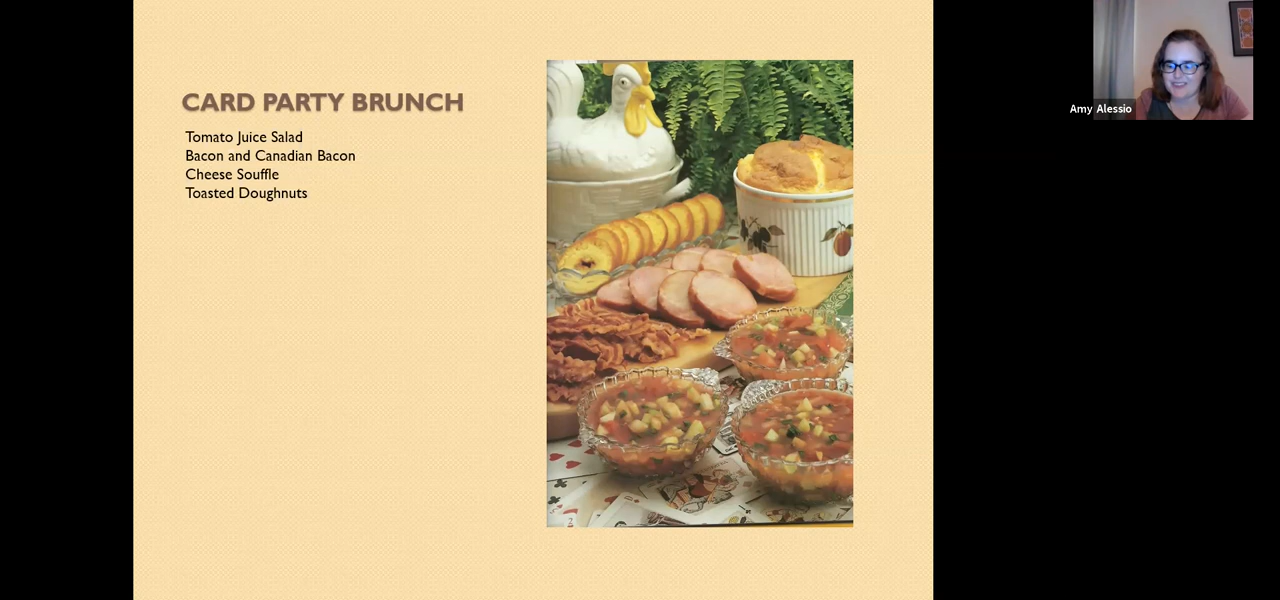 CARD PARTY BRUNCH
Tomato Juice Salad
Bacon and Canadian Bacon
Cheese Souffle
Toasted Doughnuts
Amy Alessio